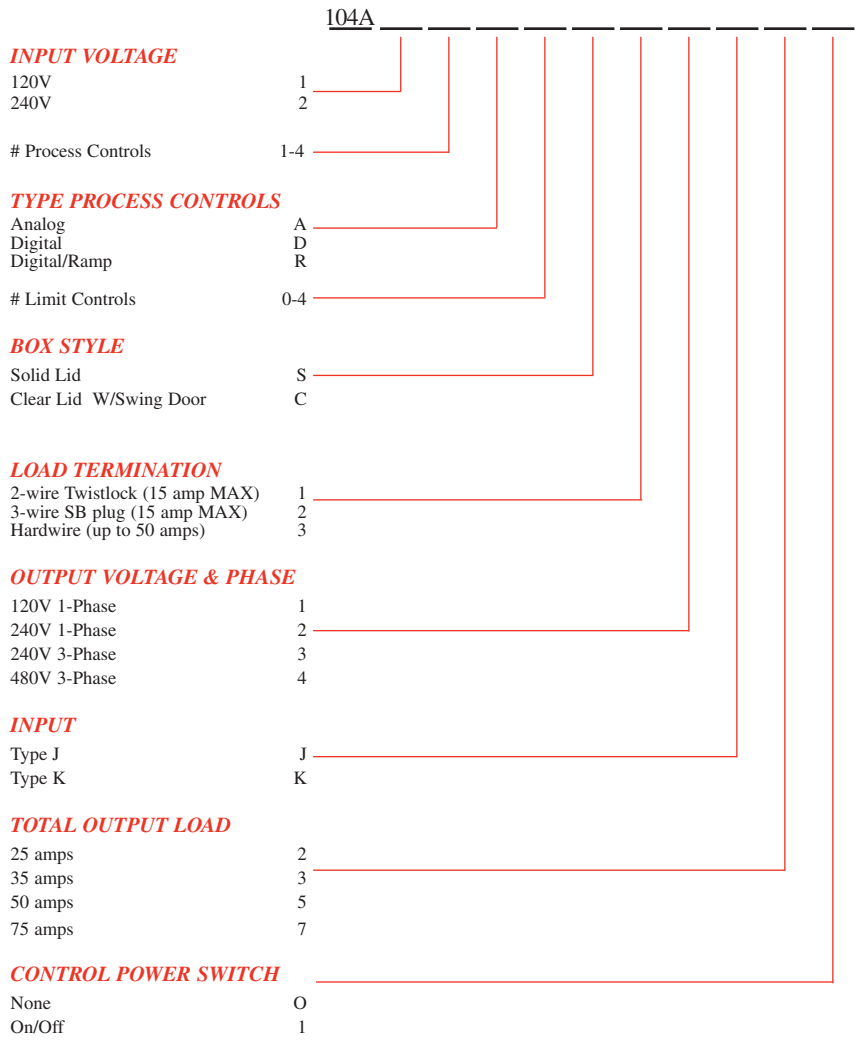 104A
INPUT VOLTAGE
120V 1
240V 2
# Process Controls 1-4
TYPE PROCESS CONTROLS
Analog A
Digital D
Digital/Ramp R
# Limit Controls 0-4
BOX STYLE
Solid Lid S
Clear Lid W/Swing Door C
LOAD TERMINATION
2-wire Twistlock (15 amp MAX) 1
3-wire SB plug (15 amp MAX) 2
Hardwire (up to 50 amps) 3
OUTPUT VOLTAGE & PHASE
120V 1-Phase 1
240V 1-Phase 2
240V 3-Phase 3
480V 3-Phase 4
INPUT
Type J J
Type K K
TOTAL OUTPUT LOAD
25 amps 2
35 amps 3
50 amps 5
75 amps 7
CONTROL POWER SWITCH
None O
On/Off 1